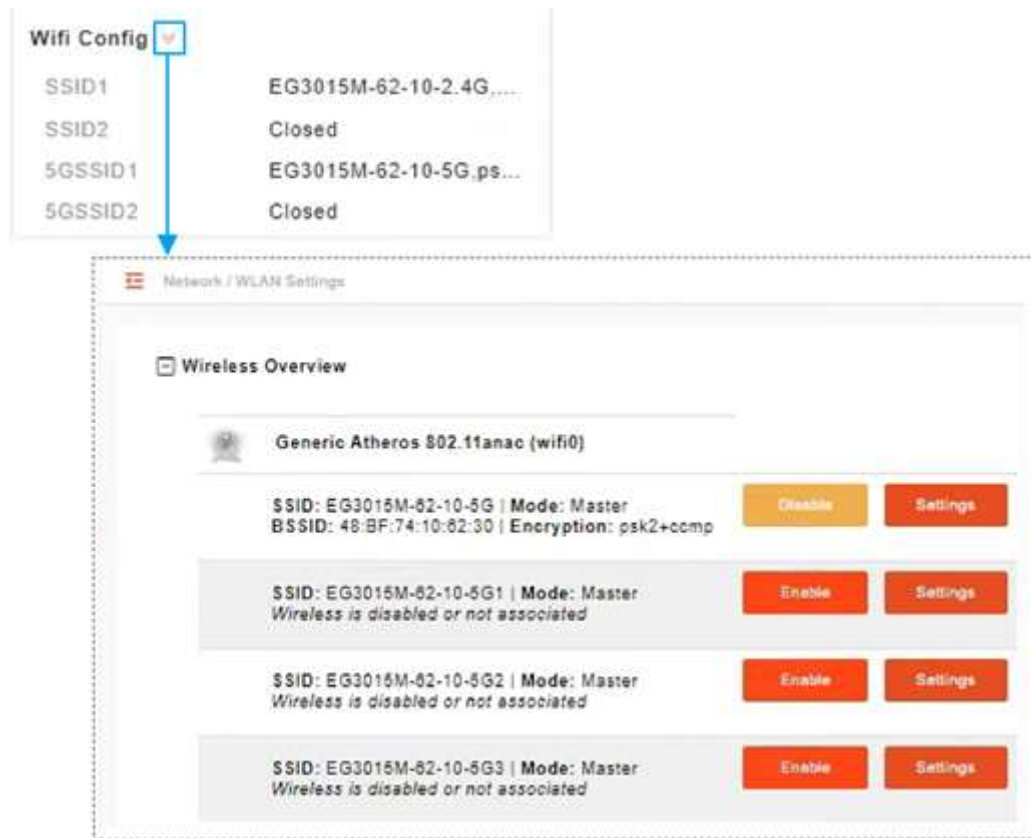 Wifi Config
SSID1 EG3015M-62-10-2.4G,...
SSID2 Closed
5GSSID1 EG3015M-62-10-5G,ps...
5GSSID2 Closed
Network / WLAN Settings
Wireless Overview
Generic Atheros 802.11anac (wifi0)
SSID: EG3015M-62-10-5G | Mode: Master
BSSID: 48:BF:74:10:62:30 | Encryption: psk2+ccmp
Disable Settings
SSID: EG3015M-62-10-5G1 | Mode: Master
Wireless is disabled or not associated
Enable Settings
SSID: EG3015M-62-10-5G2 | Mode: Master
Wireless is disabled or not associated
Enable Settings
SSID: EG3015M-62-10-5G3 | Mode: Master
Wireless is disabled or not associated
Enable Settings